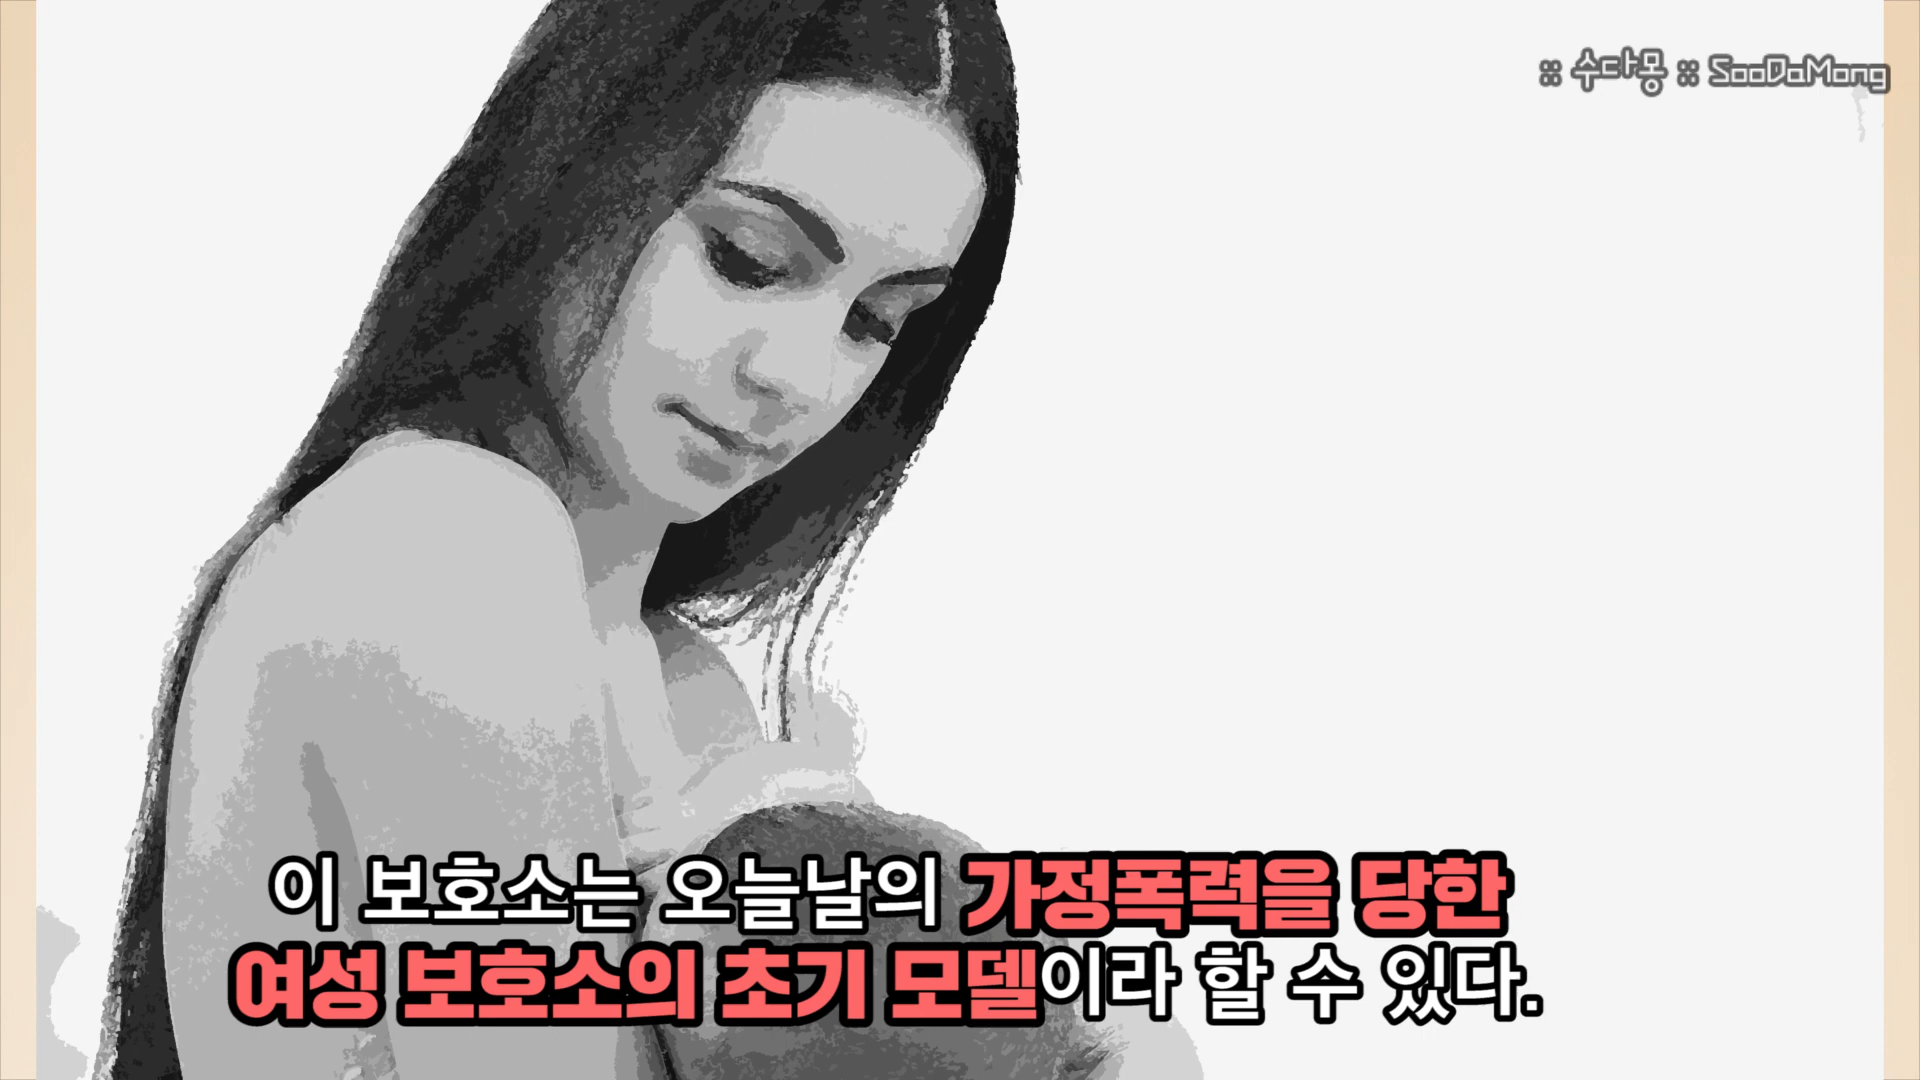 :: 수다몽 :: SooDaMong
이 보호소는 오늘날의 가정폭력을 당한
여성 보호소의 초기 모델이라 할 수 있다.